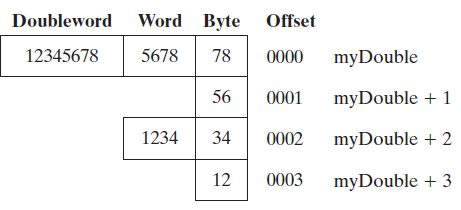 Doubleword Word Byte Offset
12345678 5678 78 0000 myDouble
56 0001 myDouble + 1
1234 34 0002 myDouble + 2
12 0003 myDouble + 3